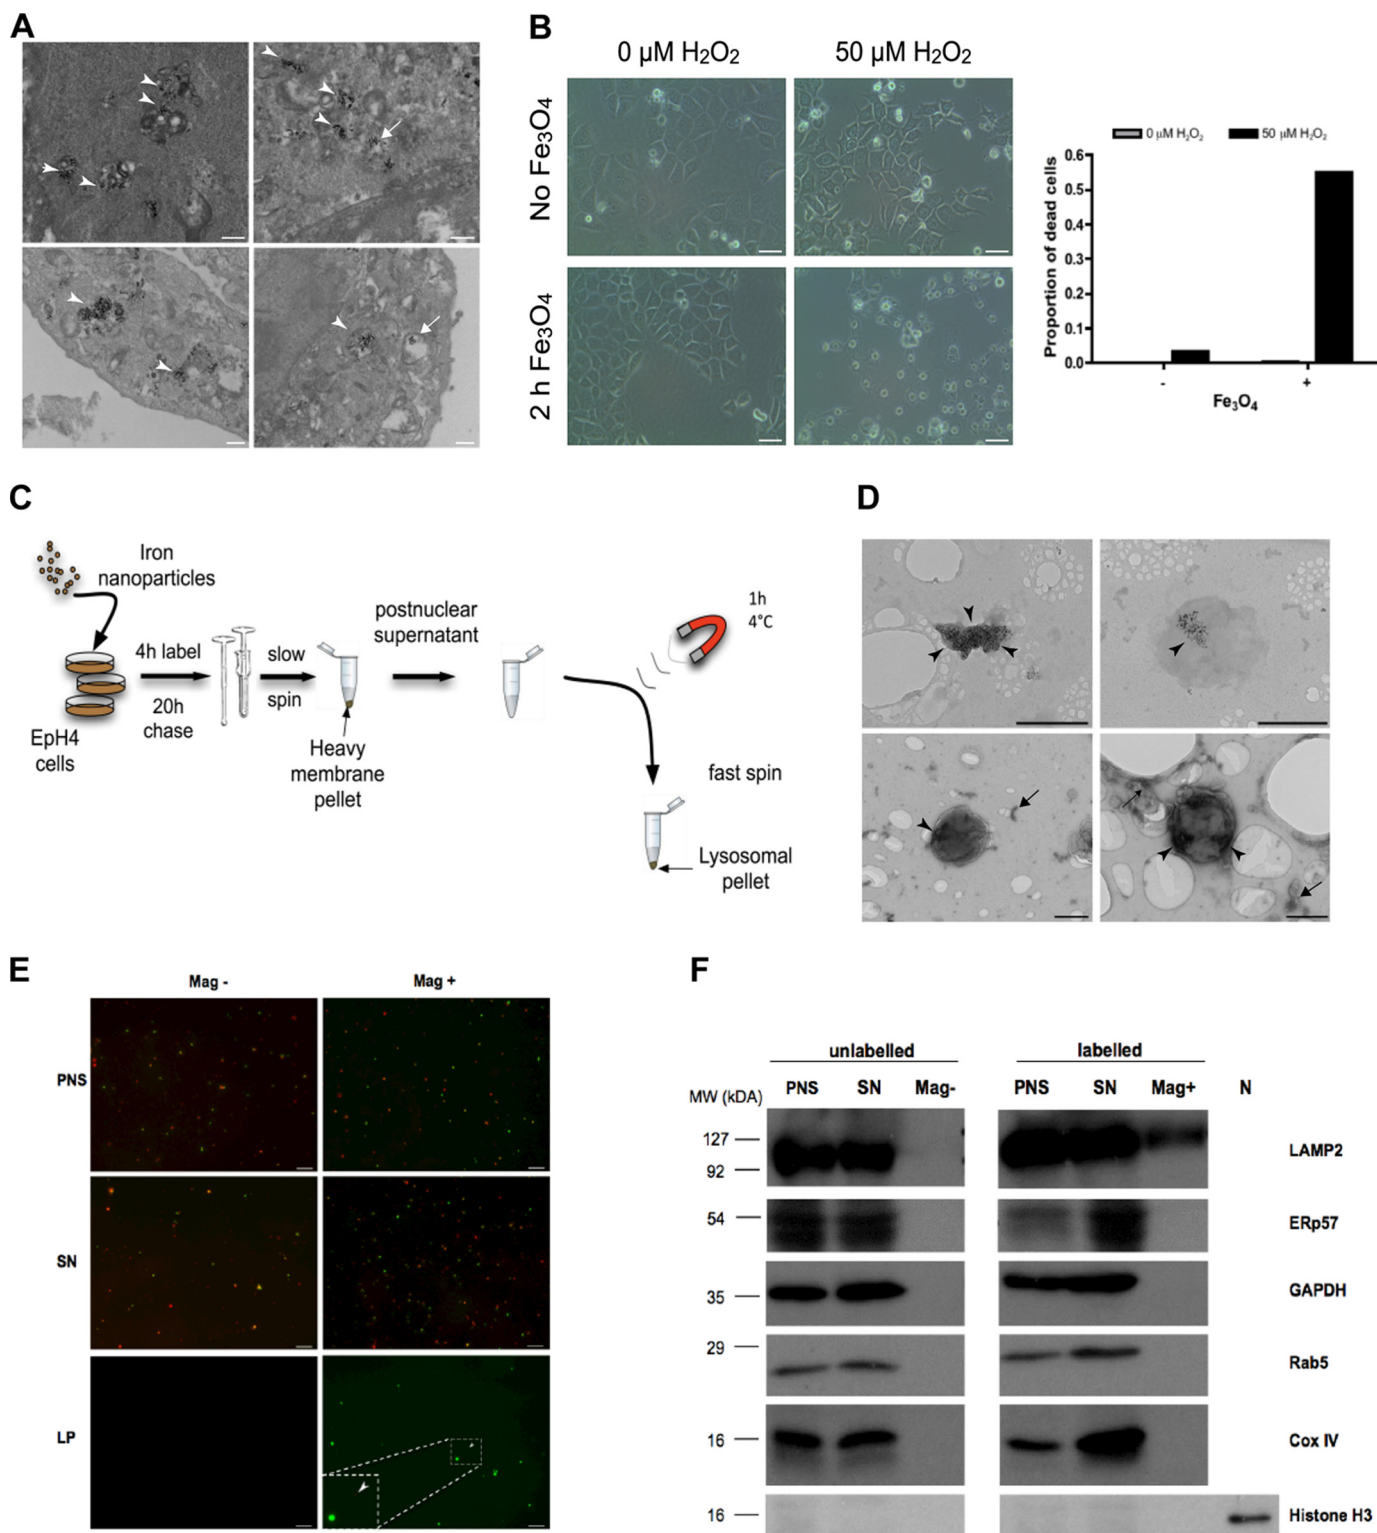 A
B
0 µM H2O2
50 µM H2O2
No Fe3O4
2 h Fe3O4
0 µM H2O2
50 µM H2O2
Proportion of dead cells
0.6
0.5
0.4
0.3
0.2
0.1
0.0
-
+
Fe3O4
C
Iron
nanoparticles
EpH4
cells
4h label
20h
chase
slow
spin
Heavy
membrane
pellet
postnuclear
supernatant
1h
4°C
fast spin
Lysosomal
pellet
D
E
Mag -
Mag +
PNS
SN
LP
F
unlabelled
labelled
MW (kDA)
PNS
SN
Mag-
PNS
SN
Mag+
N
127
92
LAMP2
54
ERp57
35
GAPDH
29
Rab5
16
Cox IV
16
Histone H3